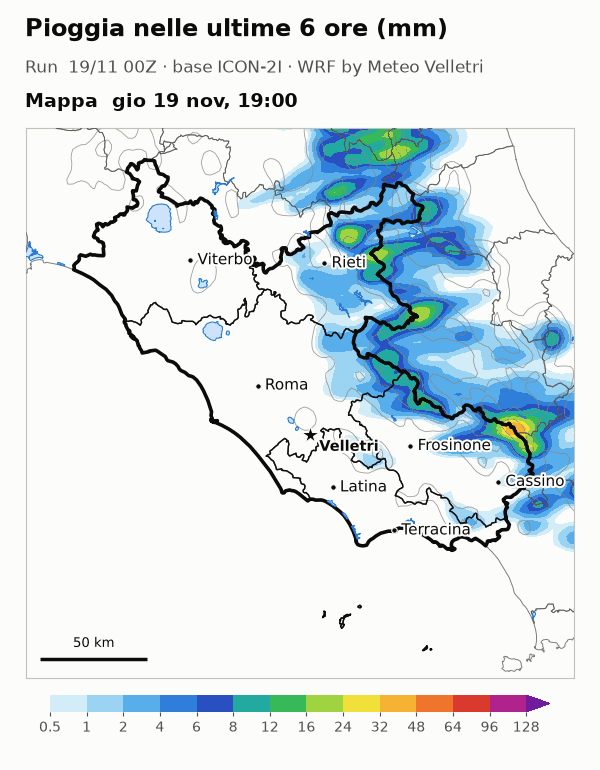 Pioggia nelle ultime 6 ore (mm)
Run 19/11 00Z · base ICON-2I · WRF by Meteo Velletri
Mappa gio 19 nov, 19:00
Viterbo
Rieti
Roma
Velletri
Frosinone
Cassino
Latina
Terracina
50 km
0.5 1 2 4 6 8 12 16 24 32 48 64 96 128